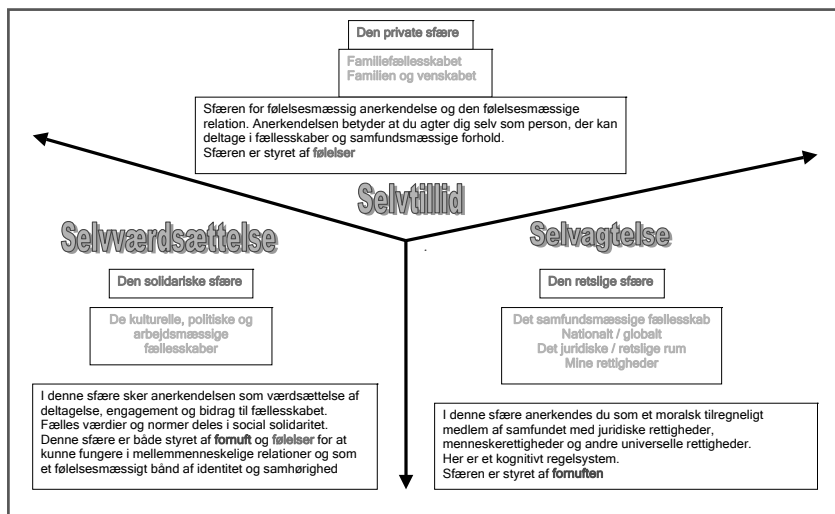 Den private sfære
Familiefællesskabet
Familien og venskabet
Sfæren for følelsesmæssig anerkendelse og den følelsesmæssige
relation. Anerkendelsen betyder at du agter dig selv som person, der kan
deltage i fællesskaber og samfundsmæssige forhold.
Sfæren er styret af følelser
Selvtillid
Selvværdsættelse
Den solidariske sfære
De kulturelle, politiske og
arbejdsmæssige
fællesskaber
I denne sfære sker anerkendelsen som værdsættelse af
deltagelse, engagement og bidrag til fællesskabet.
Fælles værdier og normer deles i social solidaritet.
Denne sfære er både styret af fornuft og følelser for at
kunne fungere i mellemmenneskelige relationer og som
et følelsesmæssigt bånd af identitet og samhørighed
Selvagtelse
Den retslige sfære
Det samfundsmæssige fællesskab
Nationalt / globalt
Det juridiske / retslige rum
Mine rettigheder
I denne sfære anerkendes du som et moralsk tilregneligt
medlem af samfundet med juridiske rettigheder,
menneskerettigheder og andre universelle rettigheder.
Her er et kognitivt regelsystem.
Sfæren er styret af fornuften